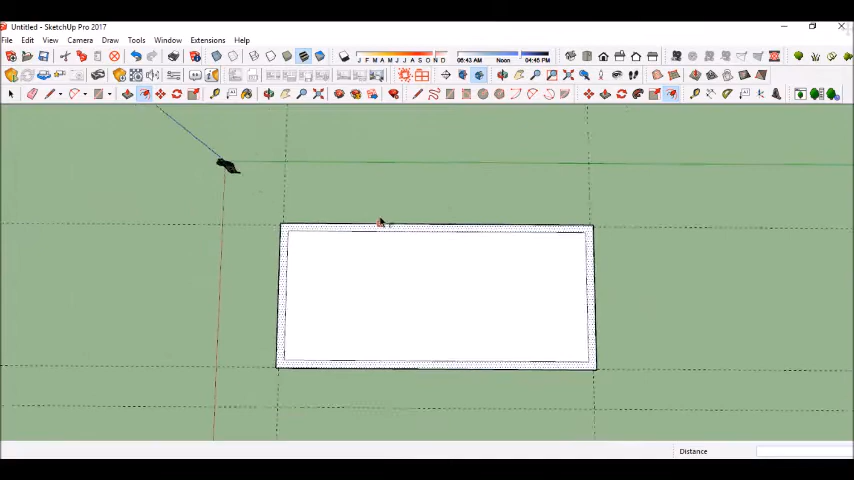 Untitled - SketchUp Pro 2017
File Edit View Camera Draw Tools Window Extensions Help
J F M A M J J A S O N D 06:43 AM Noon 04:45 PM
Distance